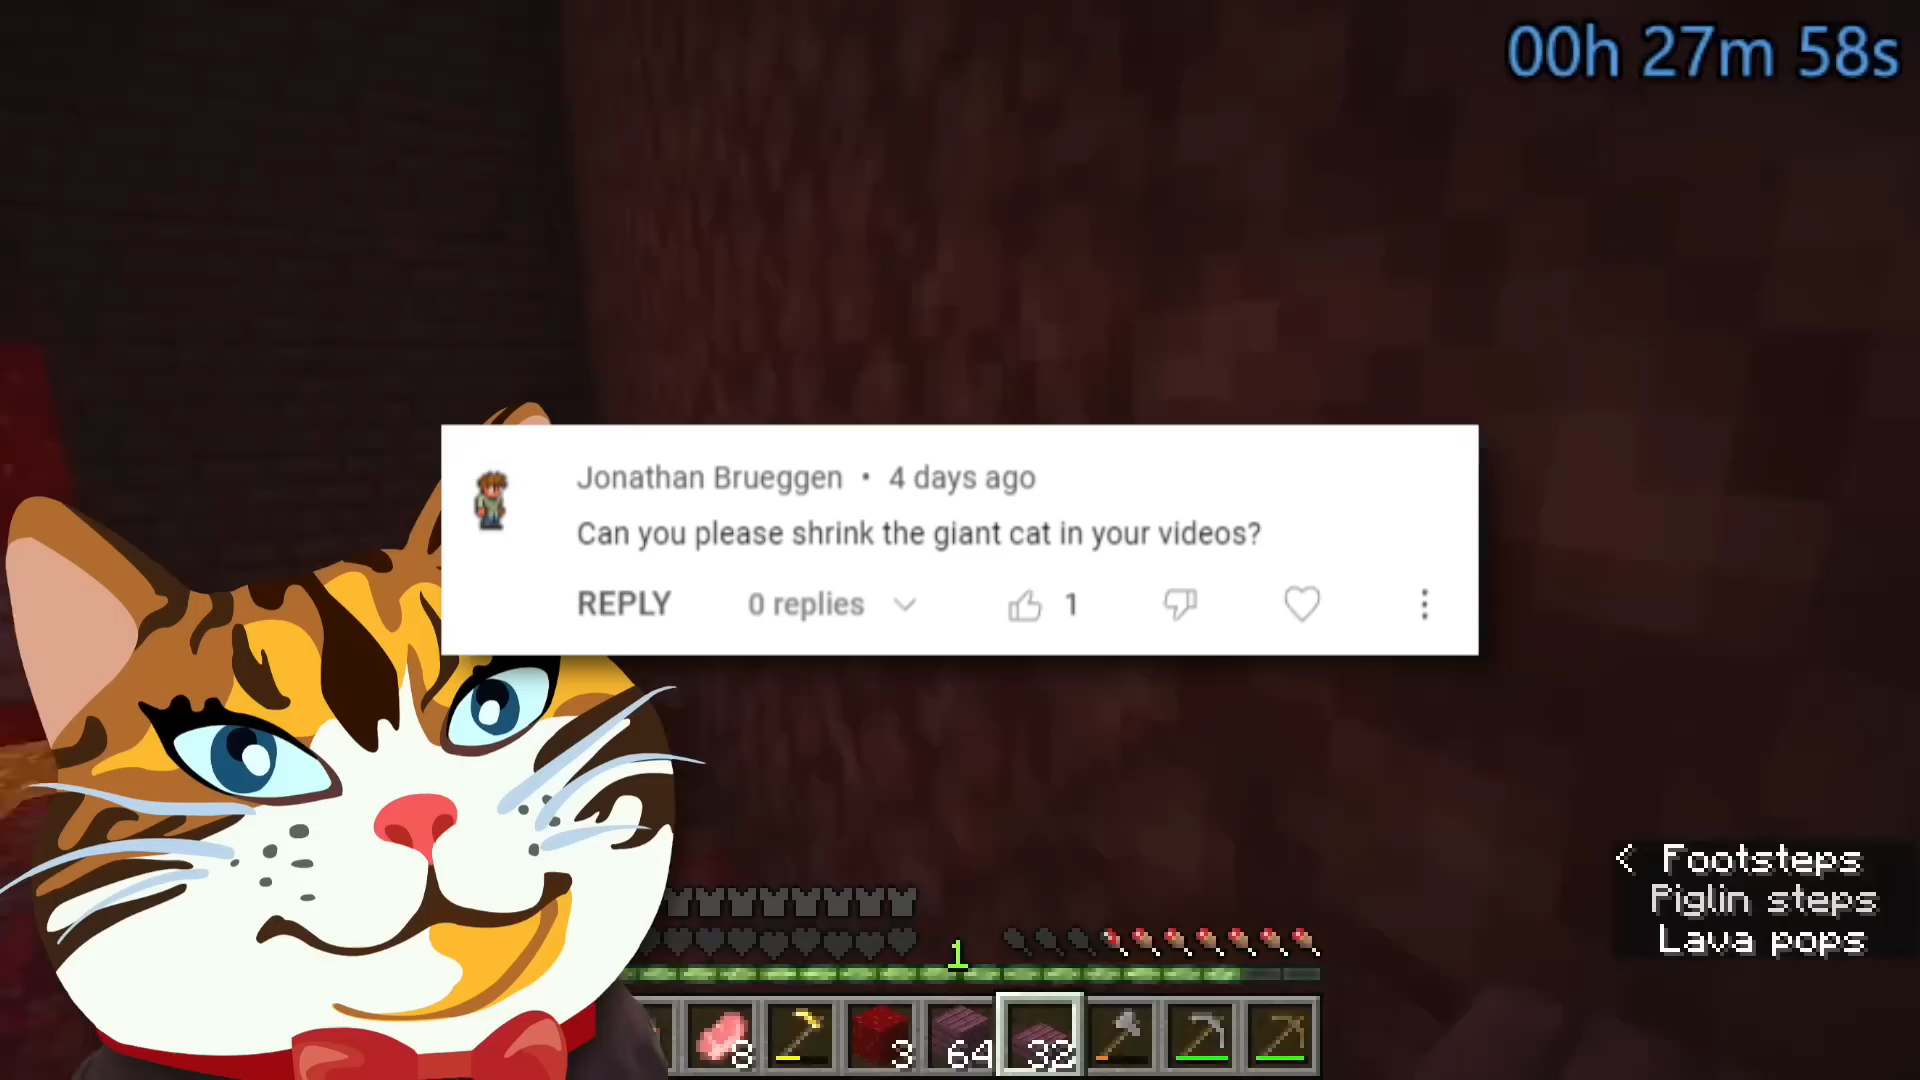 00h 27m 58s
Jonathan Brueggen • 4 days ago
Can you please shrink the giant cat in your videos?
REPLY 0 replies 1
< Footsteps
Piglin steps
Lava pops
1
8 3 64 32